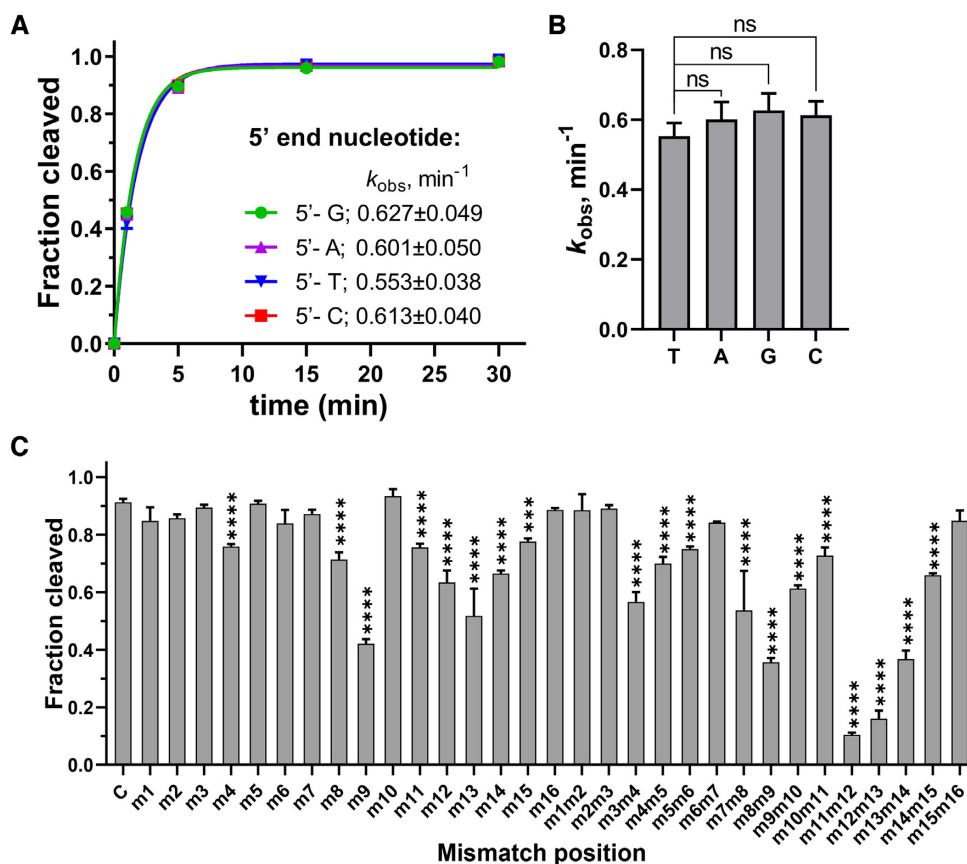 A
Fraction cleaved
1.0
0.8
0.6
0.4
0.2
0.0
0 5 10 15 20 25 30
time (min)
5’ end nucleotide:
kobs, min-1
5’- G; 0.627±0.049
5’- A; 0.601±0.050
5’- T; 0.553±0.038
5’- C; 0.613±0.040
B
kobs, min-1
0.8
0.6
0.4
0.2
0.0
ns
ns
ns
T A G C
C
Fraction cleaved
1.0
0.8
0.6
0.4
0.2
0.0
**** **** **** **** **** **** **** *** **** **** **** **** **** **** **** **** **** **** ****
C m1 m2 m3 m4 m5 m6 m7 m8 m9 m10 m11 m12 m13 m14 m15 m16 m1m2 m2m3 m3m4 m4m5 m5m6 m6m7 m7m8 m8m9 m9m10 m10m11 m11m12 m12m13 m13m14 m14m15 m15m16
Mismatch position